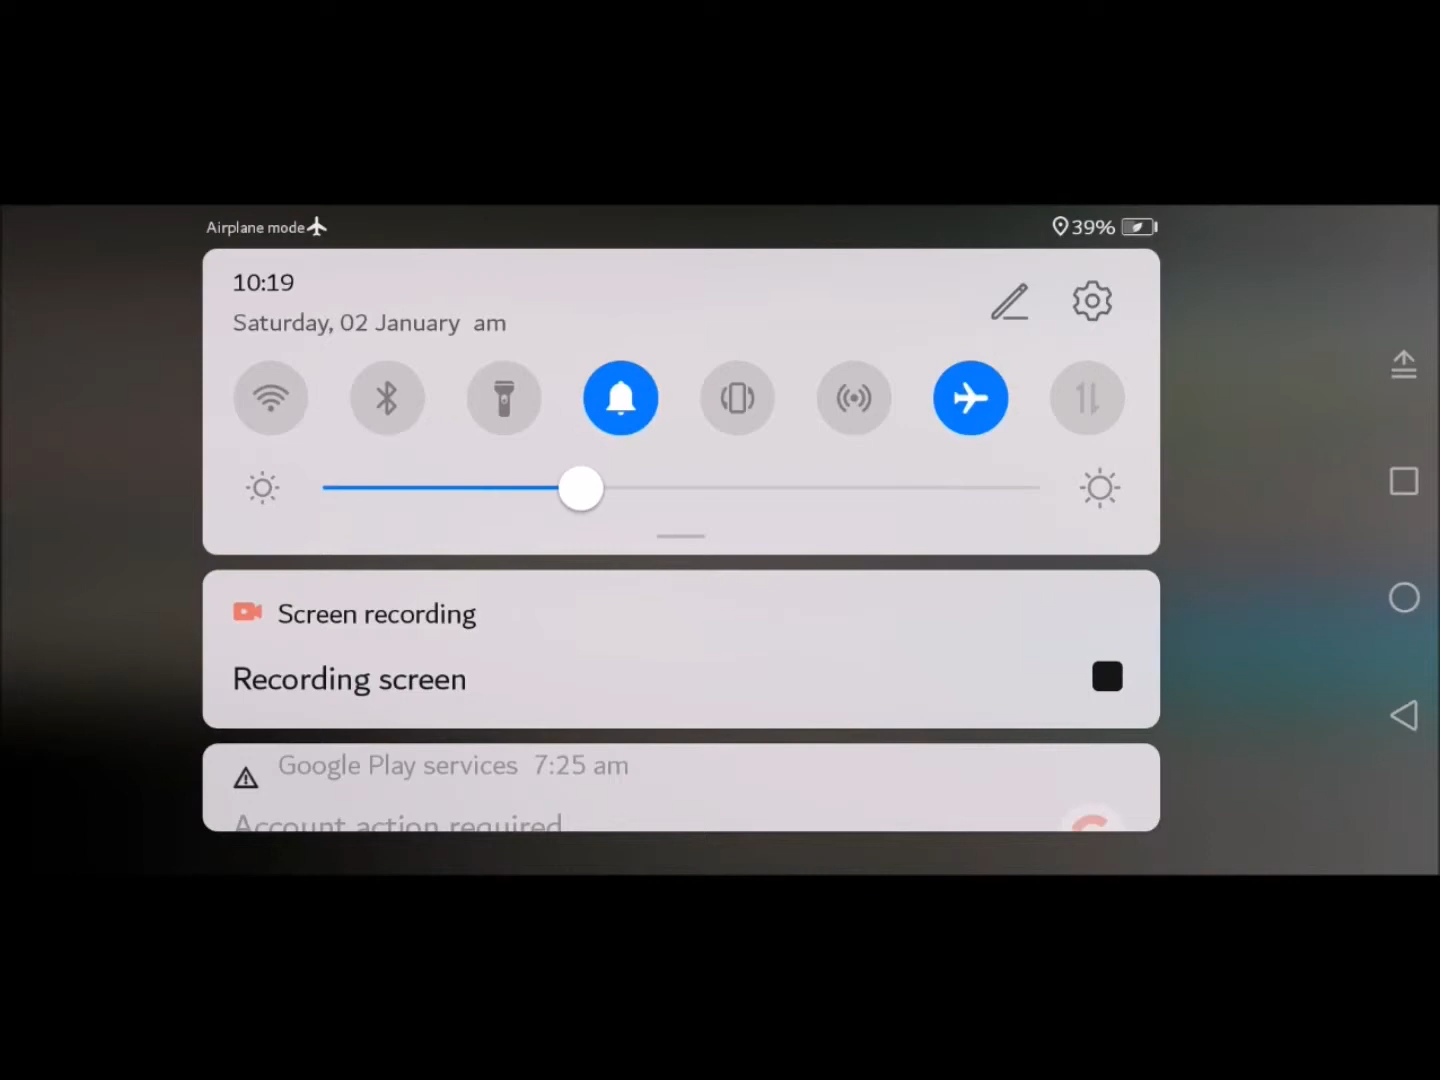 Airplane mode 39%
10:19
Saturday, 02 January am
Screen recording
Recording screen
Google Play services 7:25 am
Account action required